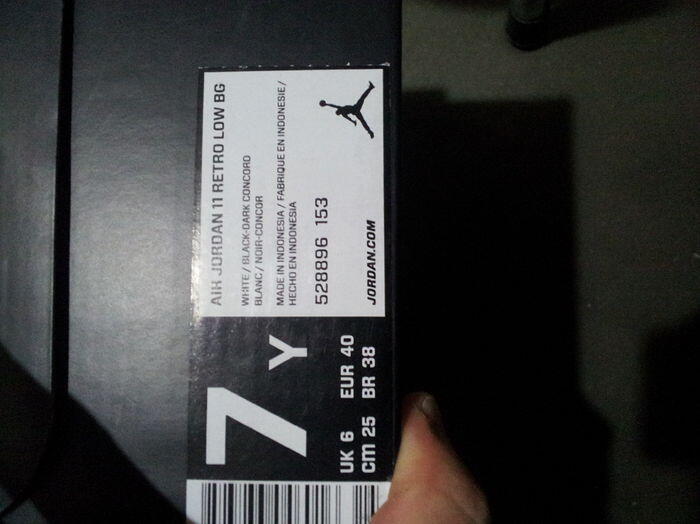 AIR JORDAN 11 RETRO LOW BG
WHITE / BLACK-DARK CONCORD
BLANC / NOIR-CONCOR
MADE IN INDONESIA / FABRIQUE EN INDONESIE/
HECHO EN INDONESIA
528896 153
JORDAN.COM
7 Y
UK 6 EUR 40
CM 25 BR 38